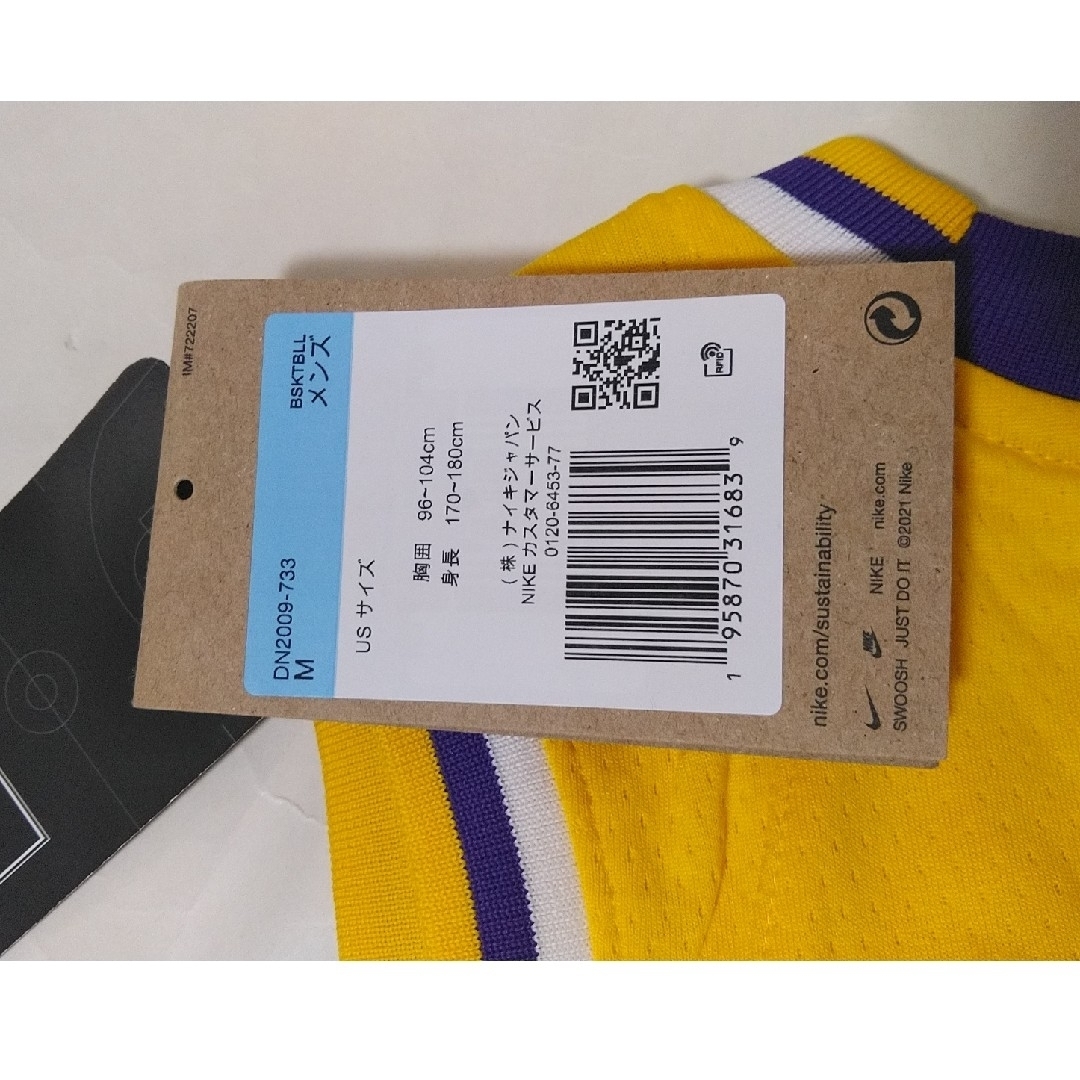 IM#722207
DN2009-733
BSKTBLL
M
メンズ
US サイズ
胸囲 96~104cm
身長 170~180cm
(株)ナイキジャパン
NIKE カスタマーサービス
0120-6453-77
1 95870 31683 9
RFID
nike.com/sustainability
NIKE
NIKE nike.com
SWOOSH JUST DO IT ©2021 Nike